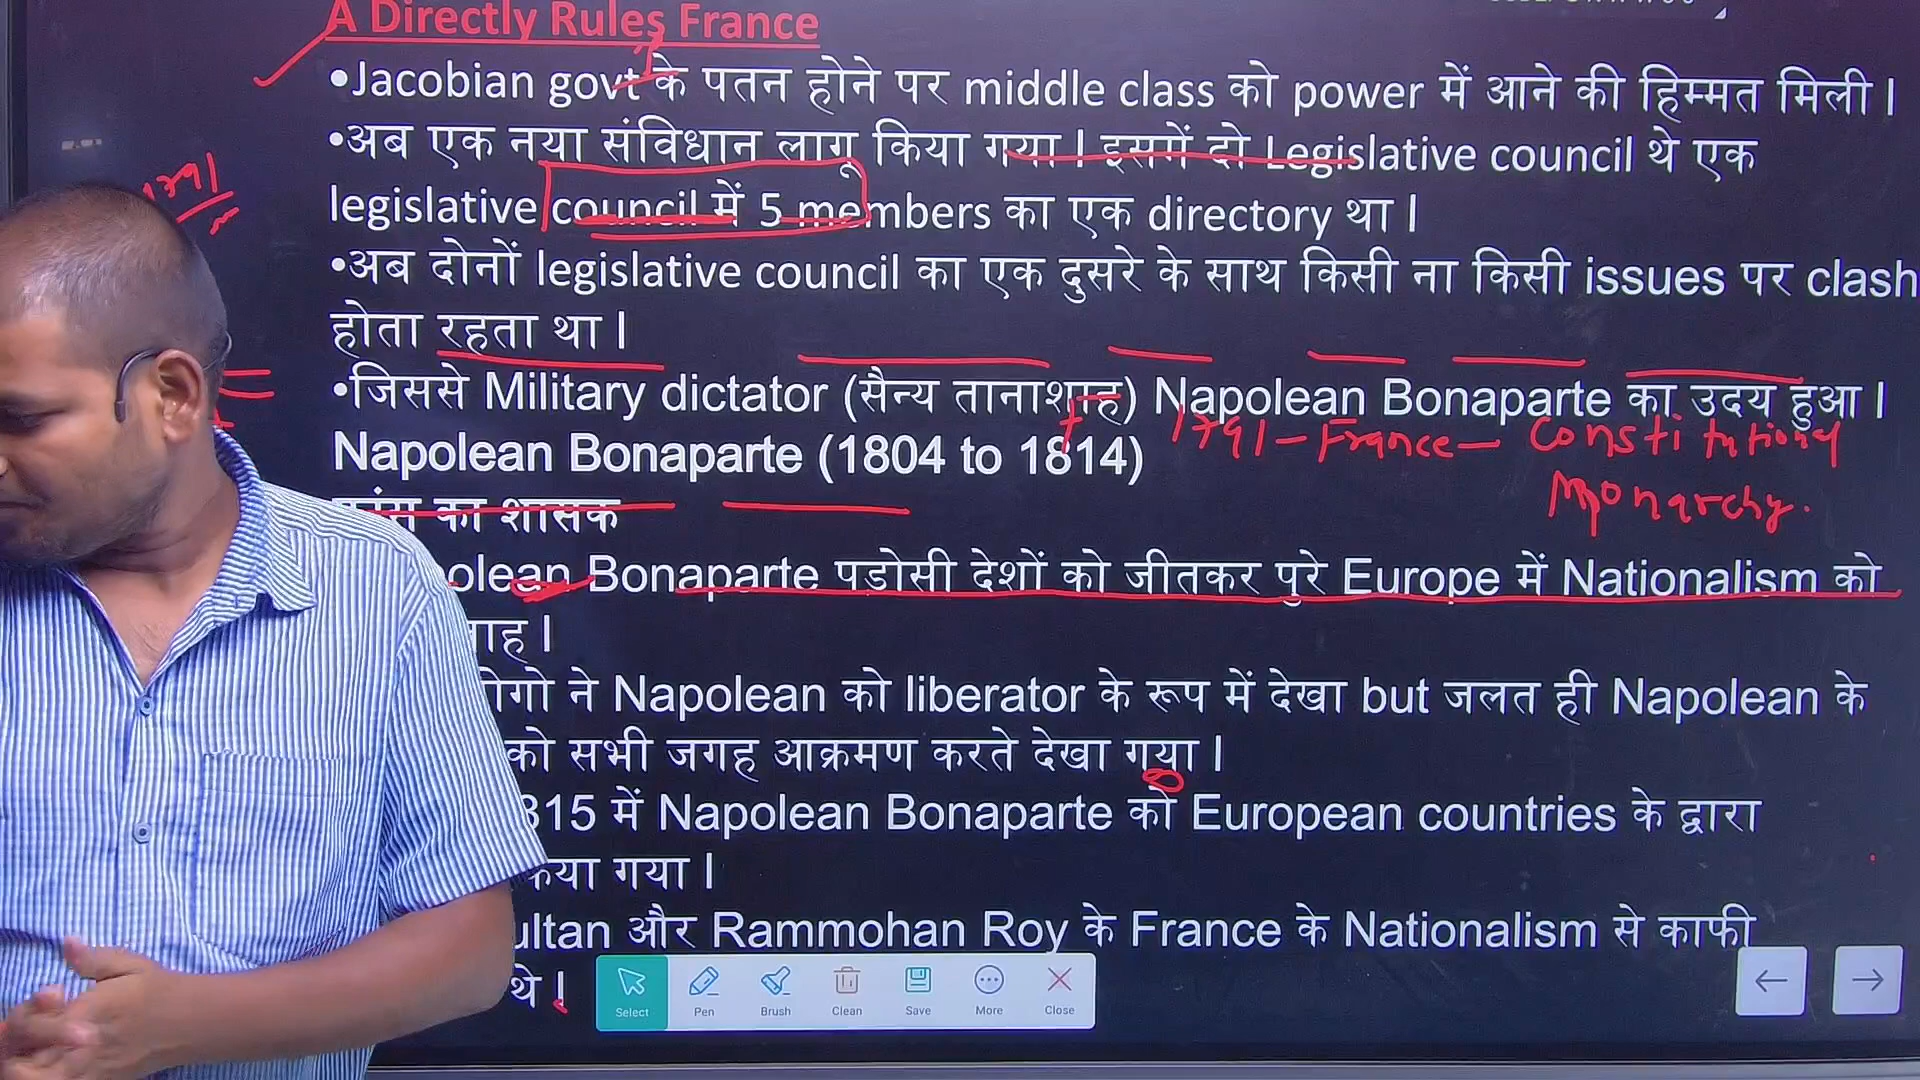 A Directly Rules France
•Jacobian govt के पतन होने पर middle class को power में आने की हिम्मत मिली |
•अब एक नया संविधान लागू किया गया | इसमें दो Legislative council थे एक
1791
legislative council में 5 members का एक directory था |
•अब दोनों legislative council का एक दुसरे के साथ किसी ना किसी issues पर clash
होता रहता था |
•जिससे Military dictator (सैन्य तानाशाह) Napolean Bonaparte का उदय हुआ |
Napolean Bonaparte (1804 to 1814)
1791 – France – Constitutional
Monarchy.
का शासक
Bonaparte पडोसी देशों को जीतकर पुरे Europe में Nationalism को
ने Napolean को liberator के रूप में देखा but जलत ही Napolean के
को सभी जगह आक्रमण करते देखा गया |
में Napolean Bonaparte को European countries के द्वारा
गया |
और Rammohan Roy के France के Nationalism से काफी
थे |
Select Pen Brush Clean Save More Close